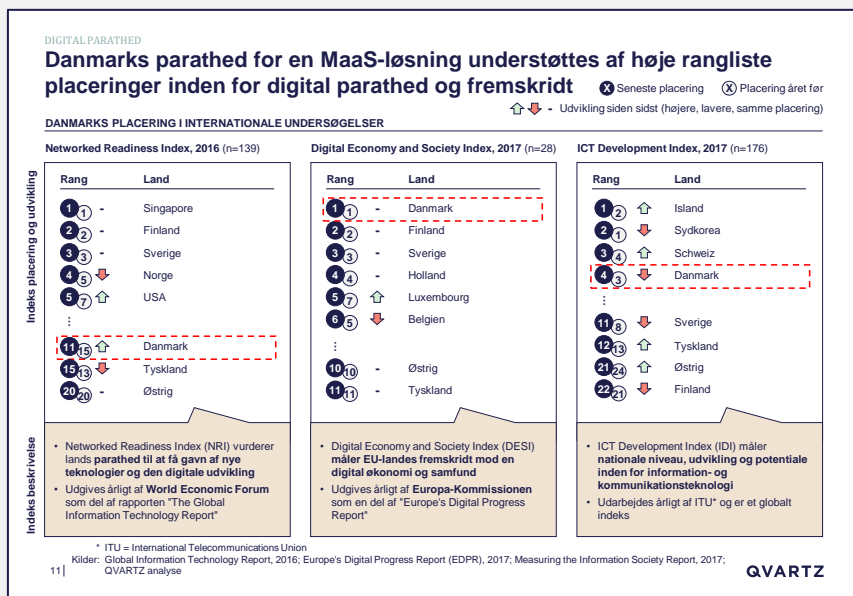 DIGITAL PARATHED
Danmarks parathed for en MaaS-løsning understøttes af høje rangliste
placeringer inden for digital parathed og fremskridt
X Seneste placering X Placering året før
- Udvikling siden sidst (højere, lavere, samme placering)
DANMARKS PLACERING I INTERNATIONALE UNDERSØGELSER
Indeks placering og udvikling
Networked Readiness Index, 2016 (n=139)
Rang Land
1 1 - Singapore
2 2 - Finland
3 3 - Sverige
4 5 Norge
5 7 USA
...
11 15 Danmark
15 13 Tyskland
20 20 - Østrig
Digital Economy and Society Index, 2017 (n=28)
Rang Land
1 1 - Danmark
2 2 - Finland
3 3 - Sverige
4 4 - Holland
5 7 Luxembourg
6 5 Belgien
...
10 10 - Østrig
11 11 - Tyskland
ICT Development Index, 2017 (n=176)
Rang Land
1 2 Island
2 1 Sydkorea
3 4 Schweiz
4 3 Danmark
...
11 8 Sverige
12 13 Tyskland
21 24 Østrig
22 21 Finland
Indeks beskrivelse
• Networked Readiness Index (NRI) vurderer
lands parathed til at få gavn af nye
teknologier og den digitale udvikling
• Udgives årligt af World Economic Forum
som del af rapporten "The Global
Information Technology Report"
• Digital Economy and Society Index (DESI)
måler EU-landes fremskridt mod en
digital økonomi og samfund
• Udgives årligt af Europa-Kommissionen
som en del af "Europe's Digital Progress
Report"
• ICT Development Index (IDI) måler
nationale niveau, udvikling og potentiale
inden for information- og
kommunikationsteknologi
• Udarbejdes årligt af ITU* og er et globalt
indeks
* ITU = International Telecommunications Union
Kilder: Global Information Technology Report, 2016; Europe's Digital Progress Report (EDPR), 2017; Measuring the Information Society Report, 2017;
QVARTZ analyse
11|
QVARTZ